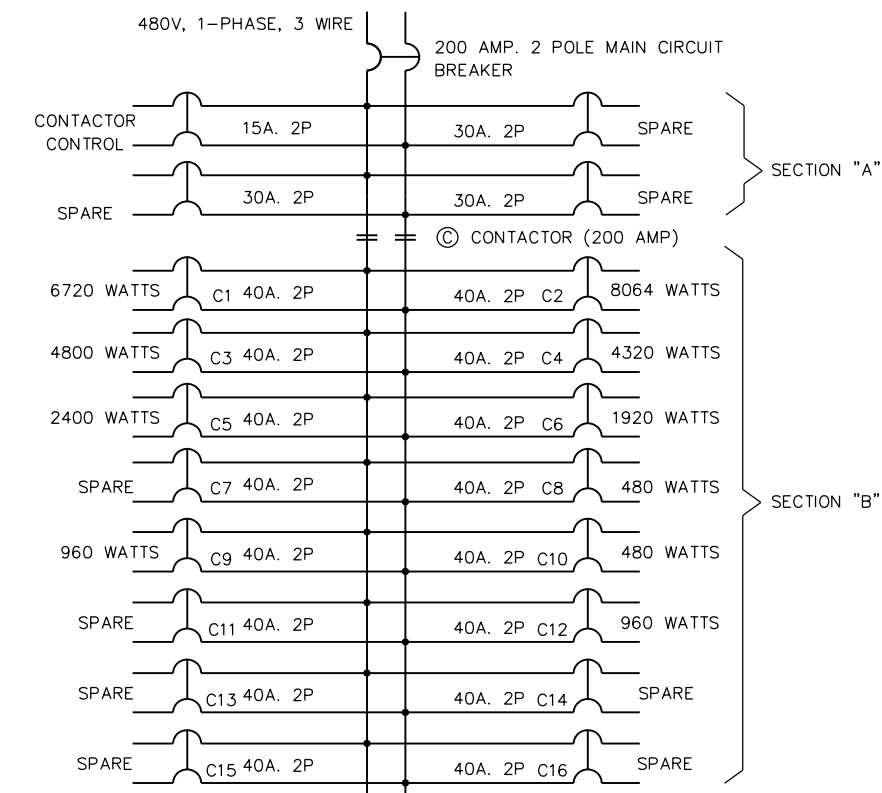 480V, 1-PHASE, 3 WIRE
200 AMP. 2 POLE MAIN CIRCUIT
BREAKER
CONTACTOR
CONTROL
15A. 2P
30A. 2P
SPARE
SPARE
30A. 2P
30A. 2P
SPARE
SECTION "A"
C CONTACTOR (200 AMP)
6720 WATTS C1 40A. 2P 40A. 2P C2 8064 WATTS
4800 WATTS C3 40A. 2P 40A. 2P C4 4320 WATTS
2400 WATTS C5 40A. 2P 40A. 2P C6 1920 WATTS
SPARE C7 40A. 2P 40A. 2P C8 480 WATTS
SECTION "B"
960 WATTS C9 40A. 2P 40A. 2P C10 480 WATTS
SPARE C11 40A. 2P 40A. 2P C12 960 WATTS
SPARE C13 40A. 2P 40A. 2P C14 SPARE
SPARE C15 40A. 2P 40A. 2P C16 SPARE